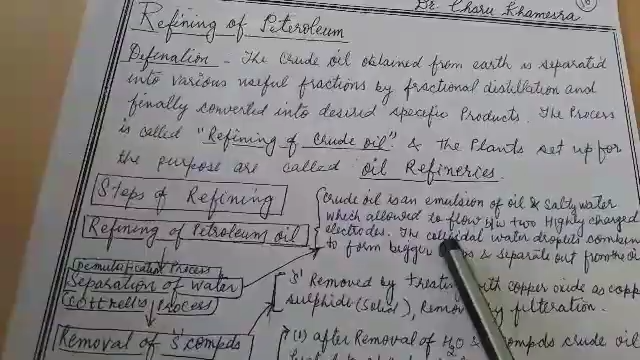 Dr. Charu Khamesra
Refining of Peteroleum
Defination - The Crude oil obtained from earth is separated
into various useful fractions by fractional distillation and
finally converted into desired specific Products. The Process
is called "Refining of Crude oil" & the Plants set up for
the purpose are called oil Refineries.
Steps of Refining
Refining of Petroleum oil
Crude oil is an emulsion of oil & Salty water
which allowed to flow b/w two Highly charged
electrodes. The colloidal water droplets combine
to form bigger & separate out from the
Demulsification Process
Separation of water
Cottrell's Process
'S' Removed by treating with copper oxide as copper
sulphide (Solid), Removed by filteration.
Removal of 'S' compds
(1) after Removal of H2O & compds crude oil